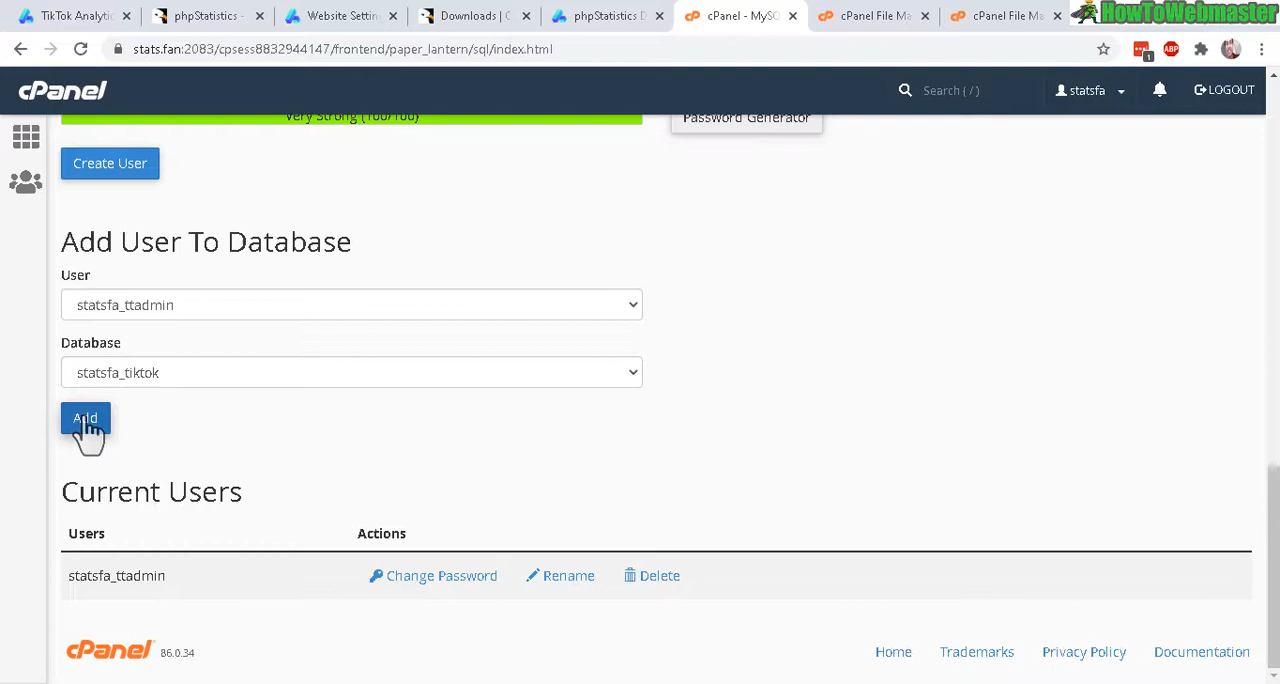 TikTok Analytic
phpStatistics -
Website Settin
Downloads |
phpStatistics D
cPanel - MySQ
cPanel File Ma
cPanel File Ma
HowToWebmaster
stats.fan:2083/cpsess8832944147/frontend/paper_lantern/sql/index.html
1
ABP
cPanel
Search ( / )
statsfa
LOGOUT
Very Strong (100/100)
Password Generator
Create User
Add User To Database
User
statsfa_ttadmin
Database
statsfa_tiktok
Add
Current Users
Users Actions
statsfa_ttadmin Change Password Rename Delete
cPanel 86.0.34
Home Trademarks Privacy Policy Documentation